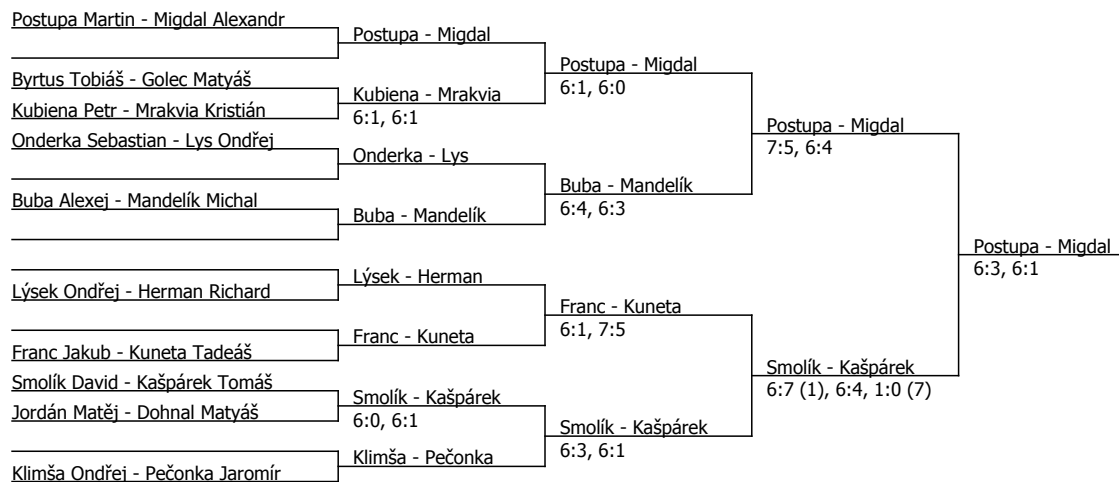 Postupa Martin - Migdal Alexandr
Byrtus Tobiáš - Golec Matyáš
Kubiena Petr - Mrakvia Kristián
Onderka Sebastian - Lys Ondřej
Buba Alexej - Mandelík Michal
Lýsek Ondřej - Herman Richard
Franc Jakub - Kuneta Tadeáš
Smolík David - Kašpárek Tomáš
Jordán Matěj - Dohnal Matyáš
Klimša Ondřej - Pečonka Jaromír
Postupa - Migdal
Kubiena - Mrakvia
6:1, 6:1
Onderka - Lys
Buba - Mandelík
Lýsek - Herman
Franc - Kuneta
Smolík - Kašpárek
6:0, 6:1
Klimša - Pečonka
Postupa - Migdal
6:1, 6:0
Buba - Mandelík
6:4, 6:3
Franc - Kuneta
6:1, 7:5
Smolík - Kašpárek
6:3, 6:1
Postupa - Migdal
7:5, 6:4
Smolík - Kašpárek
6:7 (1), 6:4, 1:0 (7)
Postupa - Migdal
6:3, 6:1